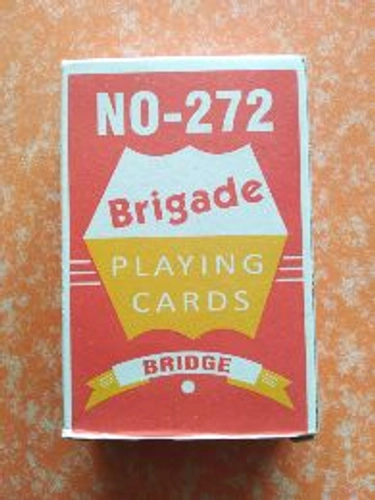 NO-272
Brigade
PLAYING
CARDS
BRIDGE